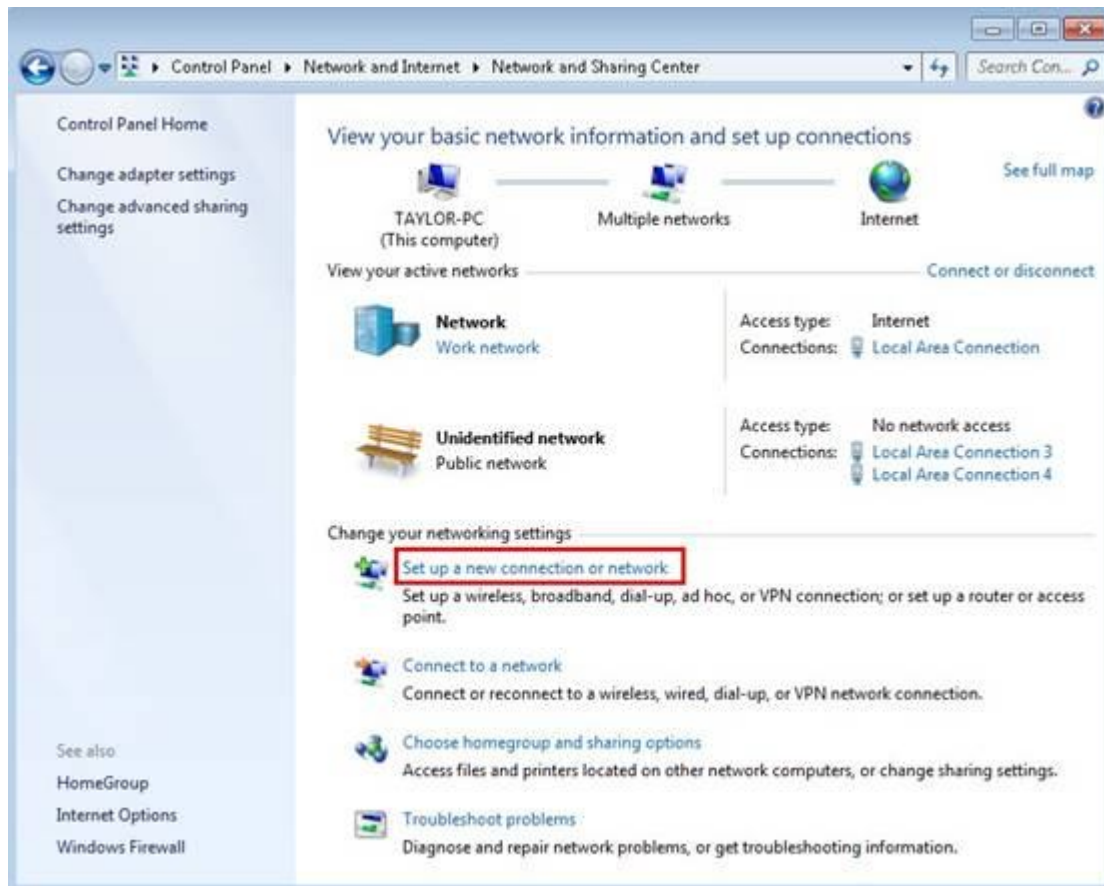 Control Panel ▸ Network and Internet ▸ Network and Sharing Center
Search Con...
Control Panel Home
Change adapter settings
Change advanced sharing
settings
See also
HomeGroup
Internet Options
Windows Firewall
View your basic network information and set up connections
See full map
TAYLOR-PC
(This computer)
Multiple networks
Internet
View your active networks
Connect or disconnect
Network
Work network
Access type: Internet
Connections: Local Area Connection
Unidentified network
Public network
Access type: No network access
Connections: Local Area Connection 3
Local Area Connection 4
Change your networking settings
Set up a new connection or network
Set up a wireless, broadband, dial-up, ad hoc, or VPN connection; or set up a router or access
point.
Connect to a network
Connect or reconnect to a wireless, wired, dial-up, or VPN network connection.
Choose homegroup and sharing options
Access files and printers located on other network computers, or change sharing settings.
Troubleshoot problems
Diagnose and repair network problems, or get troubleshooting information.